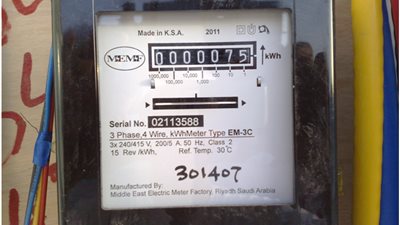 Made in K.S.A. 2011
MEMF 0000075 kWh
1000,000 10,000 1000 100 10 1
100,000 1,000
Serial No. 02113588
3 Phase,4 Wire, kWhMeter Type EM-3C
3x 240/415 V, 200/5 A. 50 Hz, Class 2
15 Rev /kWh, Ref. Temp. 30°C
301407
Manufactured By:
Middle East Electric Meter Factory, Riyadh Saudi Arabia